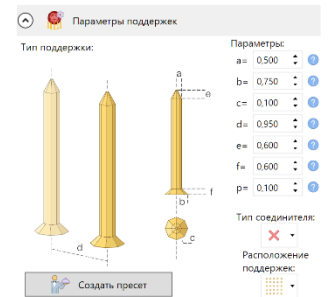 Параметры поддержек
Тип поддержки:
Параметры:
a= 0,500
b= 0,750
c= 0,100
d= 0,950
e= 0,600
f= 0,600
p= 0,100
a
e
f
b
c
d
Тип соединителя:
Расположение
поддержек:
Создать пресет